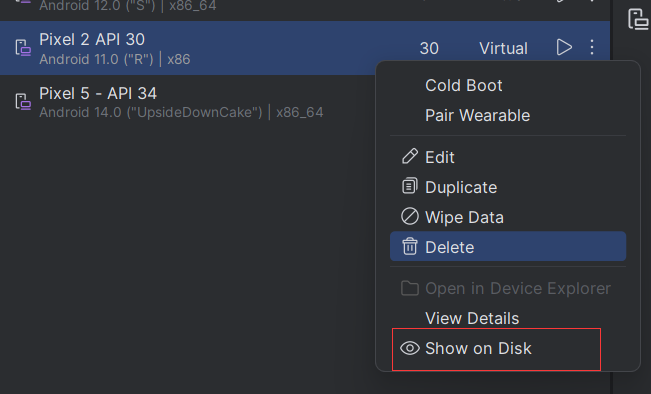 Android 12.0 ("S") | x86_64
Pixel 2 API 30
30
Virtual
Android 11.0 ("R") | x86
Pixel 5 - API 34
Android 14.0 ("UpsideDownCake") | x86_64
Cold Boot
Pair Wearable
Edit
Duplicate
Wipe Data
Delete
Open in Device Explorer
View Details
Show on Disk